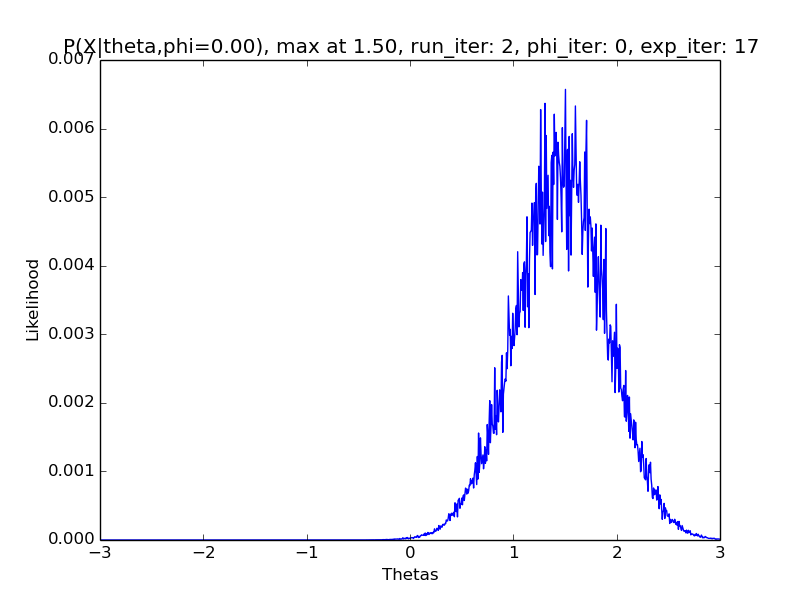 P(X|theta,phi=0.00), max at 1.50, run_iter: 2, phi_iter: 0, exp_iter: 17
0.007
0.006
0.005
0.004
0.003
0.002
0.001
0.000
Likelihood
−3 −2 −1 0 1 2 3
Thetas